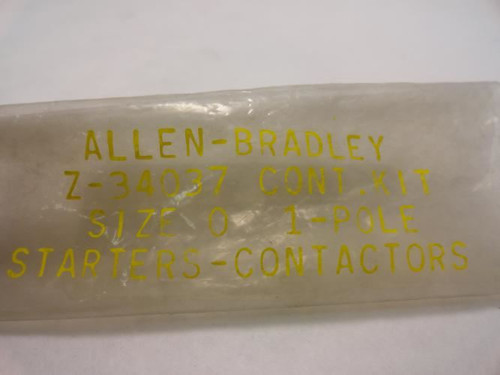 ALLEN-BRADLEY
Z-34037 CONT.KIT
SIZE 0 1-POLE
STARTERS-CONTACTORS